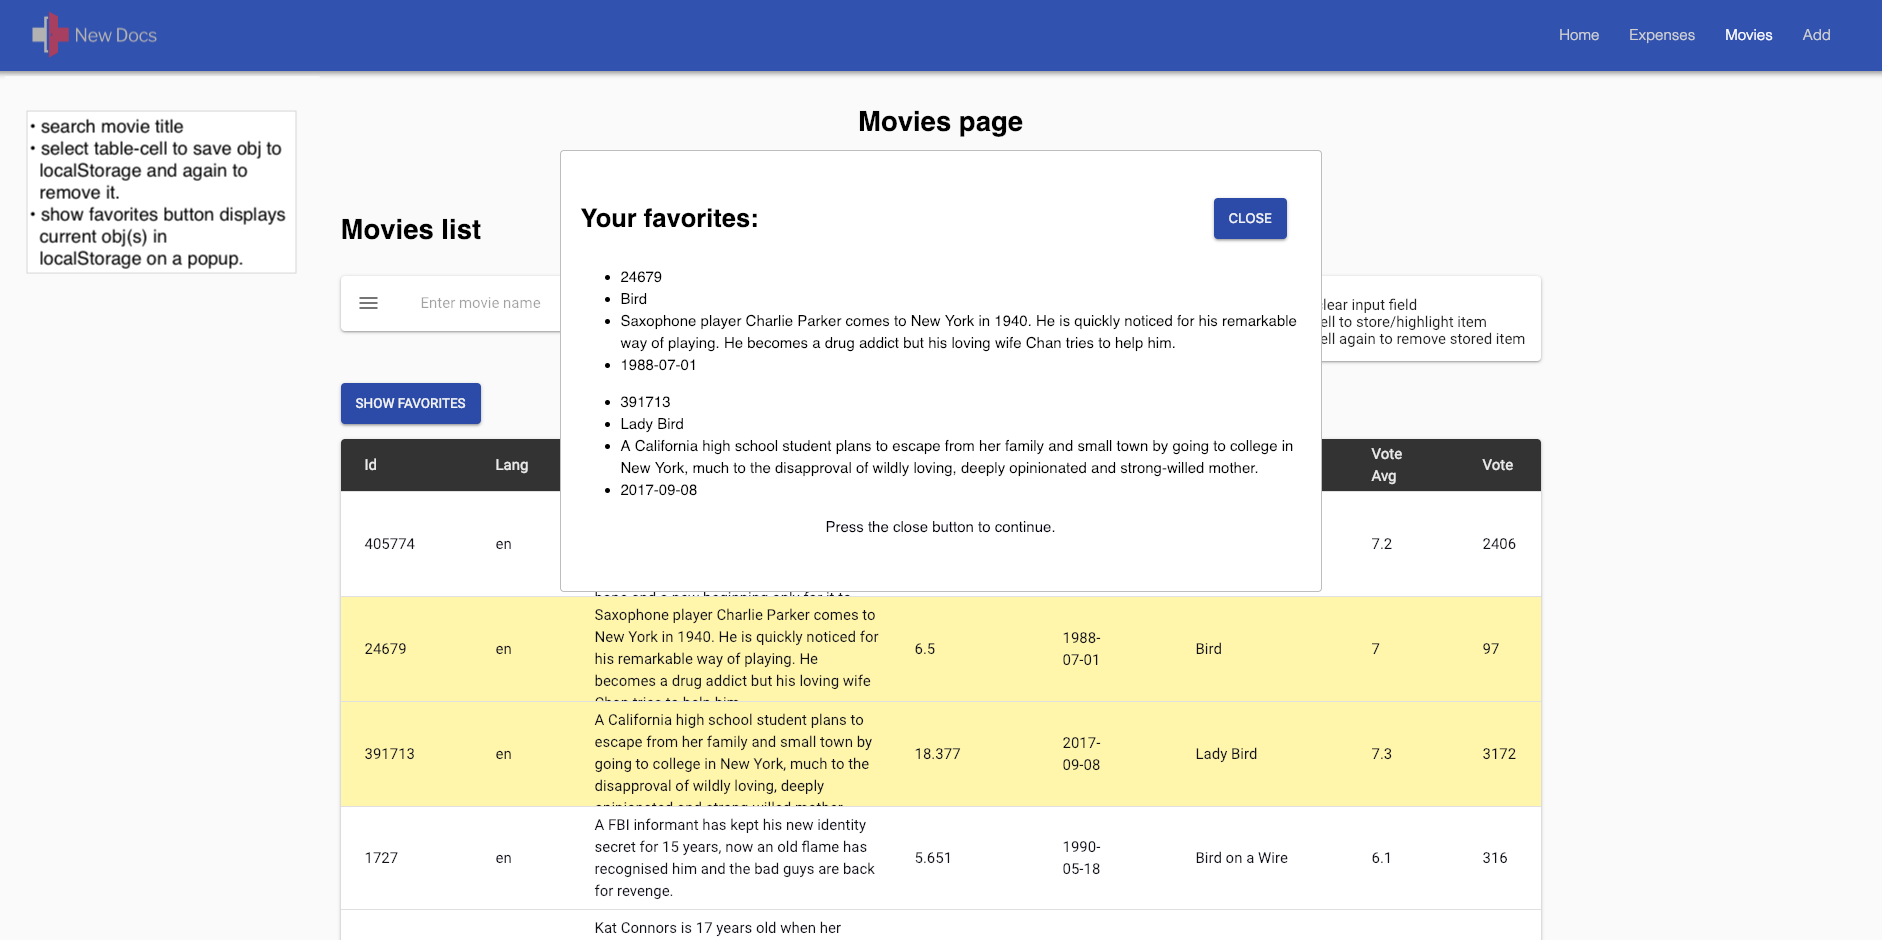 New Docs
Home Expenses Movies Add
• search movie title
• select table-cell to save obj to
localStorage and again to
remove it.
• show favorites button displays
current obj(s) in
localStorage on a popup.
Movies page
Movies list
Enter movie name
Your favorites:
CLOSE
• 24679
• Bird
• Saxophone player Charlie Parker comes to New York in 1940. He is quickly noticed for his remarkable
way of playing. He becomes a drug addict but his loving wife Chan tries to help him.
• 1988-07-01
• 391713
• Lady Bird
• A California high school student plans to escape from her family and small town by going to college in
New York, much to the disapproval of wildly loving, deeply opinionated and strong-willed mother.
• 2017-09-08
Press the close button to continue.
lear input field
ell to store/highlight item
ell again to remove stored item
SHOW FAVORITES
Id Lang Vote
Avg Vote
405774 en 7.2 2406
Saxophone player Charlie Parker comes to
New York in 1940. He is quickly noticed for
his remarkable way of playing. He
becomes a drug addict but his loving wife
Chan tries to help him.
24679 en 6.5 1988-
07-01 Bird 7 97
A California high school student plans to
escape from her family and small town by
going to college in New York, much to the
disapproval of wildly loving, deeply
opinionated and strong-willed mother.
391713 en 18.377 2017-
09-08 Lady Bird 7.3 3172
A FBI informant has kept his new identity
secret for 15 years, now an old flame has
recognised him and the bad guys are back
for revenge.
1727 en 5.651 1990-
05-18 Bird on a Wire 6.1 316
Kat Connors is 17 years old when her